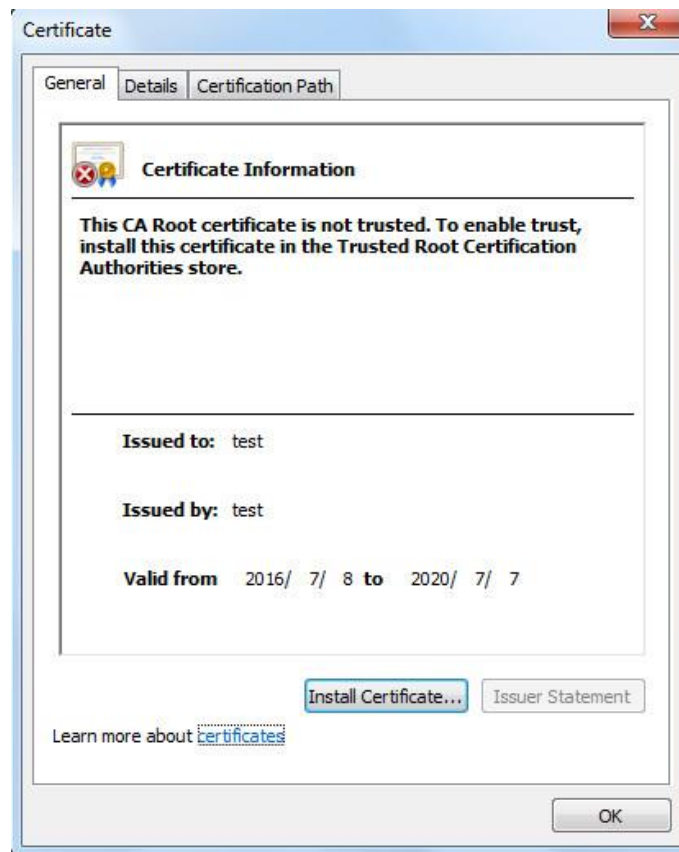 Certificate
General Details Certification Path
Certificate Information
This CA Root certificate is not trusted. To enable trust,
install this certificate in the Trusted Root Certification
Authorities store.
Issued to: test
Issued by: test
Valid from 2016/ 7/ 8 to 2020/ 7/ 7
Install Certificate... Issuer Statement
Learn more about certificates
OK